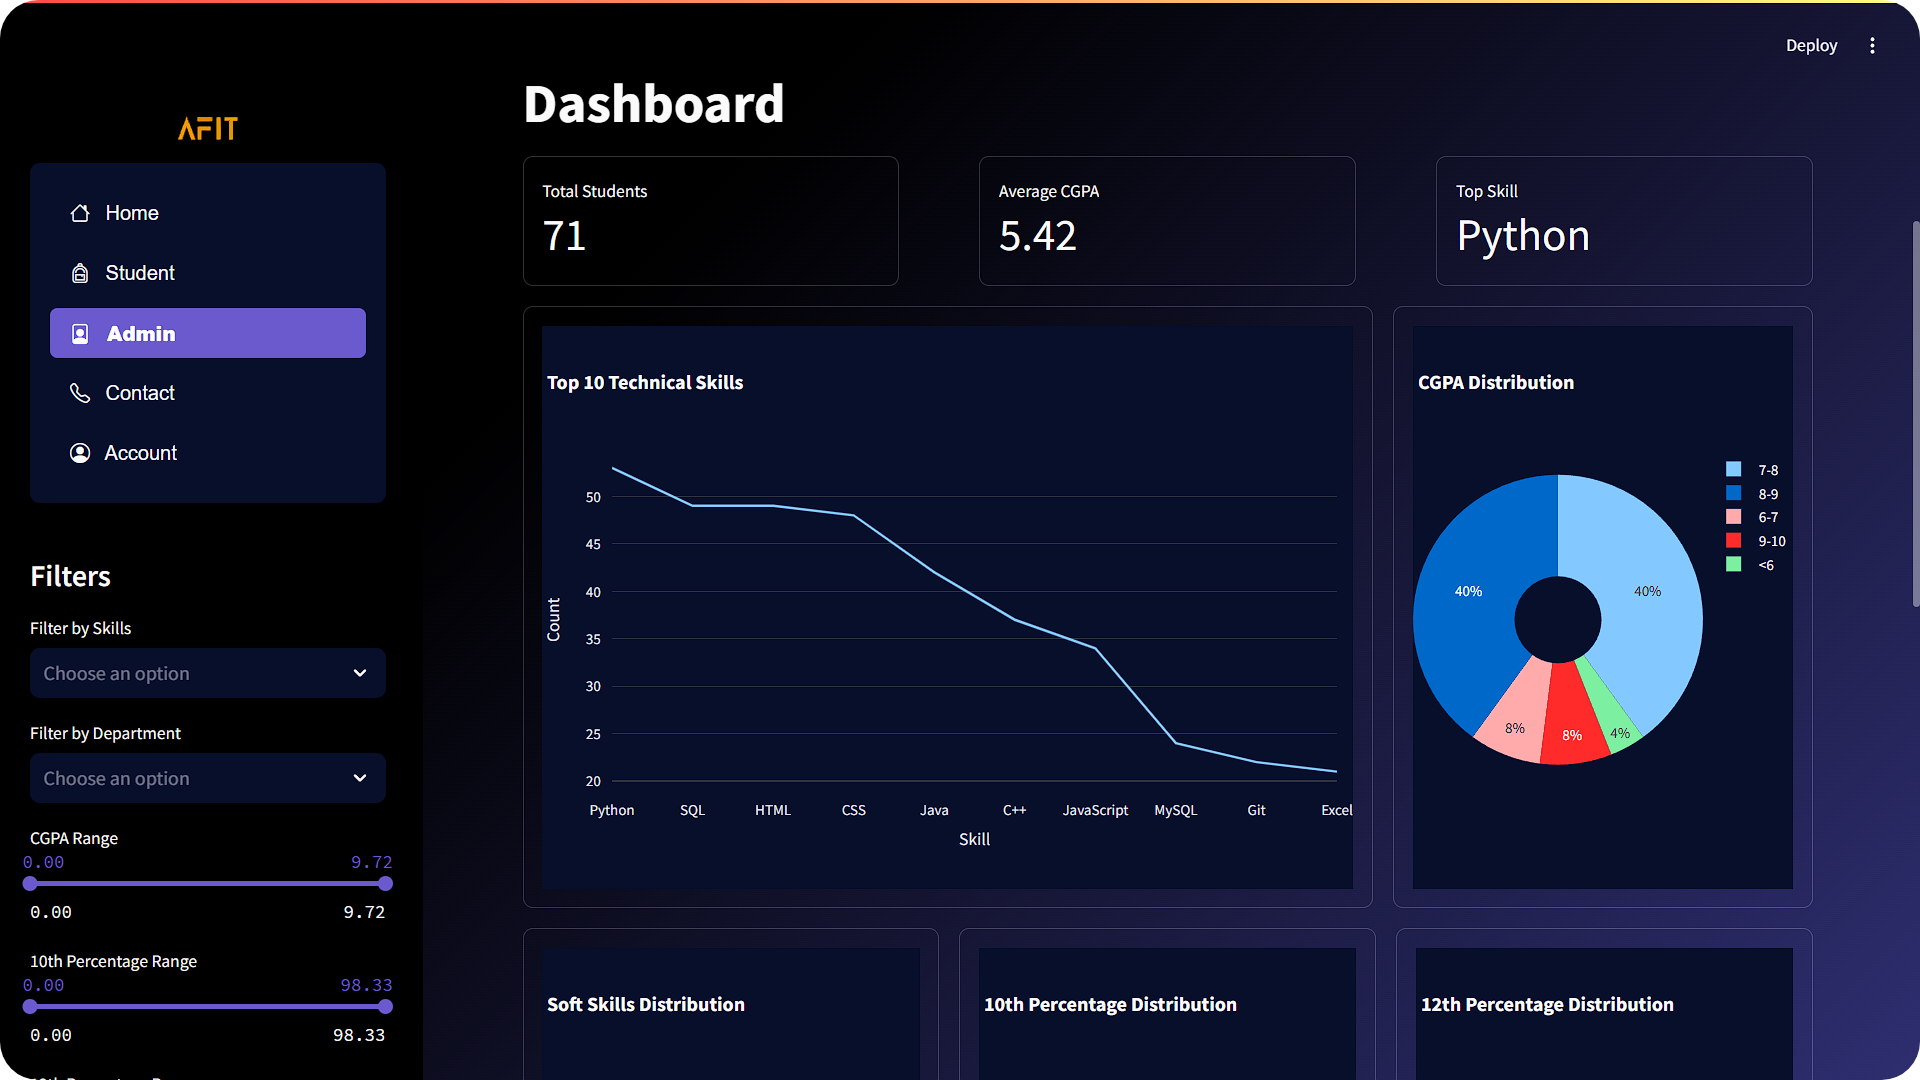 Deploy
AFIT
Home
Student
Admin
Contact
Account
Filters
Filter by Skills
Choose an option
Filter by Department
Choose an option
CGPA Range
0.00 9.72
0.00 9.72
10th Percentage Range
0.00 98.33
0.00 98.33
Dashboard
Total Students
71
Average CGPA
5.42
Top Skill
Python
Top 10 Technical Skills
50
45
40
35
30
25
20
Count
Python SQL HTML CSS Java C++ JavaScript MySQL Git Excel
Skill
CGPA Distribution
7-8
8-9
6-7
9-10
<6
40% 40%
8% 8% 4%
Soft Skills Distribution
10th Percentage Distribution
12th Percentage Distribution